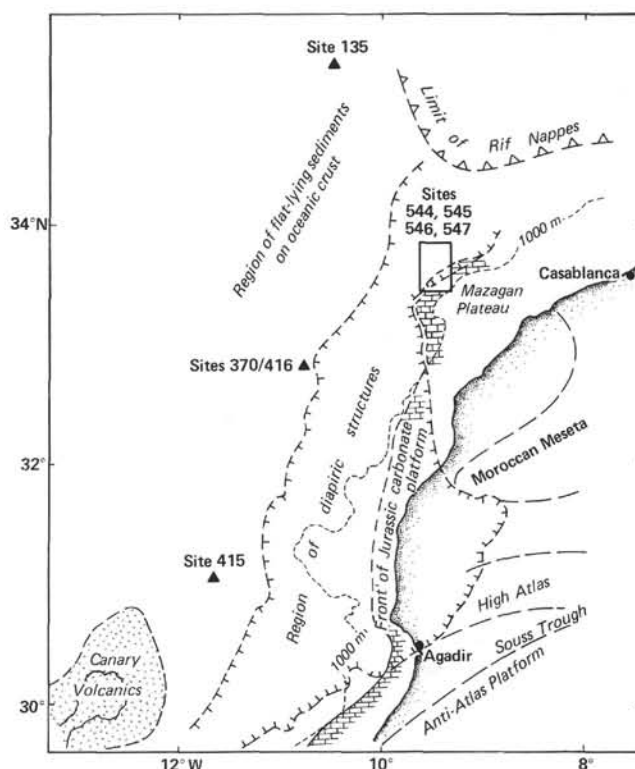 Site 135
Limit of
Rif Nappes
Region of flat-lying sediments
on oceanic crust
34°N
Sites
544, 545
546, 547
1000 m
Casablanca
Mazagan
Plateau
Sites 370/416
Region of diapiric structures
Front of Jurassic carbonate
platform
32°
Moroccan Meseta
Site 415
High Atlas
Souss Trough
1000 m
Agadir
Anti-Atlas Platform
Canary
Volcanics
30°
12°W
10°
8°